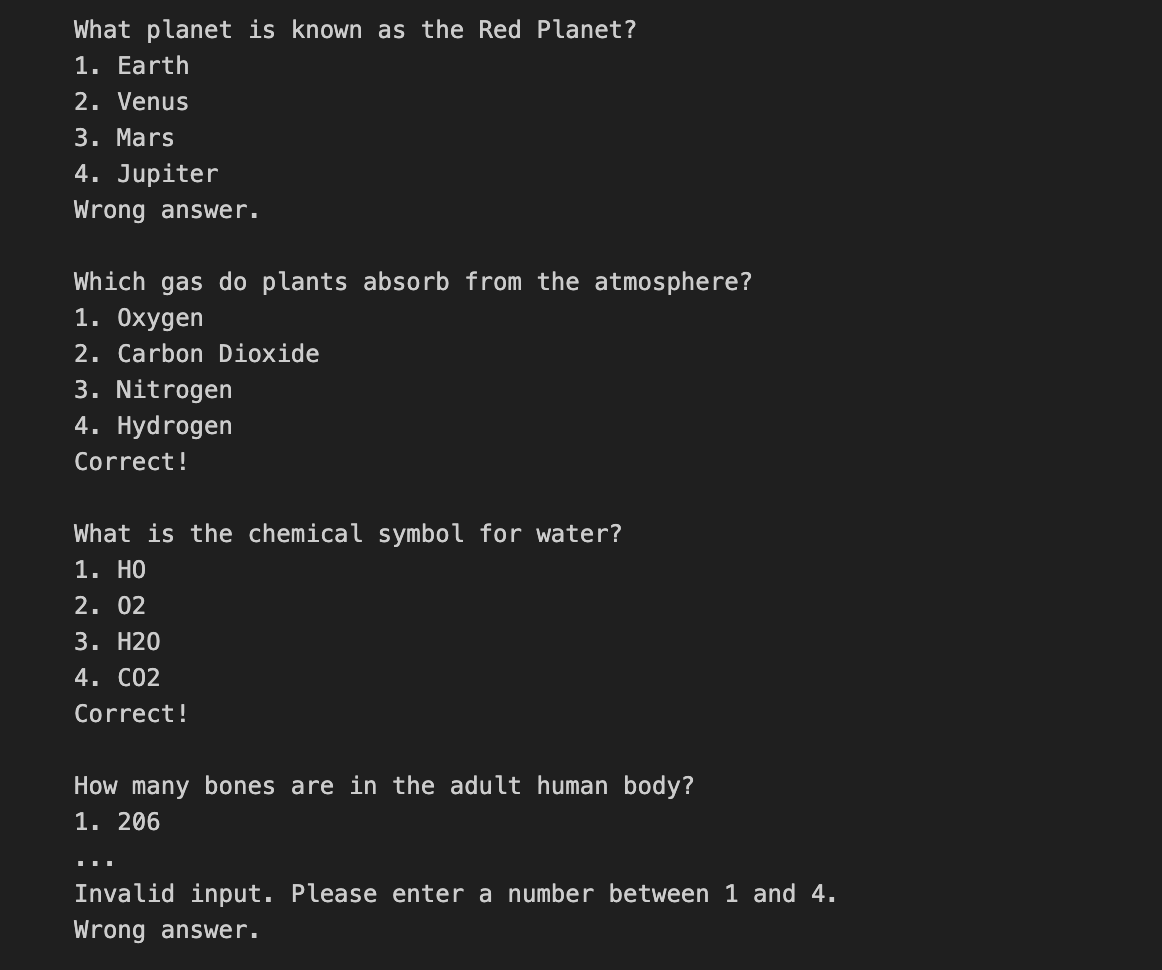 What planet is known as the Red Planet?
1. Earth
2. Venus
3. Mars
4. Jupiter
Wrong answer.
Which gas do plants absorb from the atmosphere?
1. Oxygen
2. Carbon Dioxide
3. Nitrogen
4. Hydrogen
Correct!
What is the chemical symbol for water?
1. HO
2. O2
3. H2O
4. CO2
Correct!
How many bones are in the adult human body?
1. 206
...
Invalid input. Please enter a number between 1 and 4.
Wrong answer.